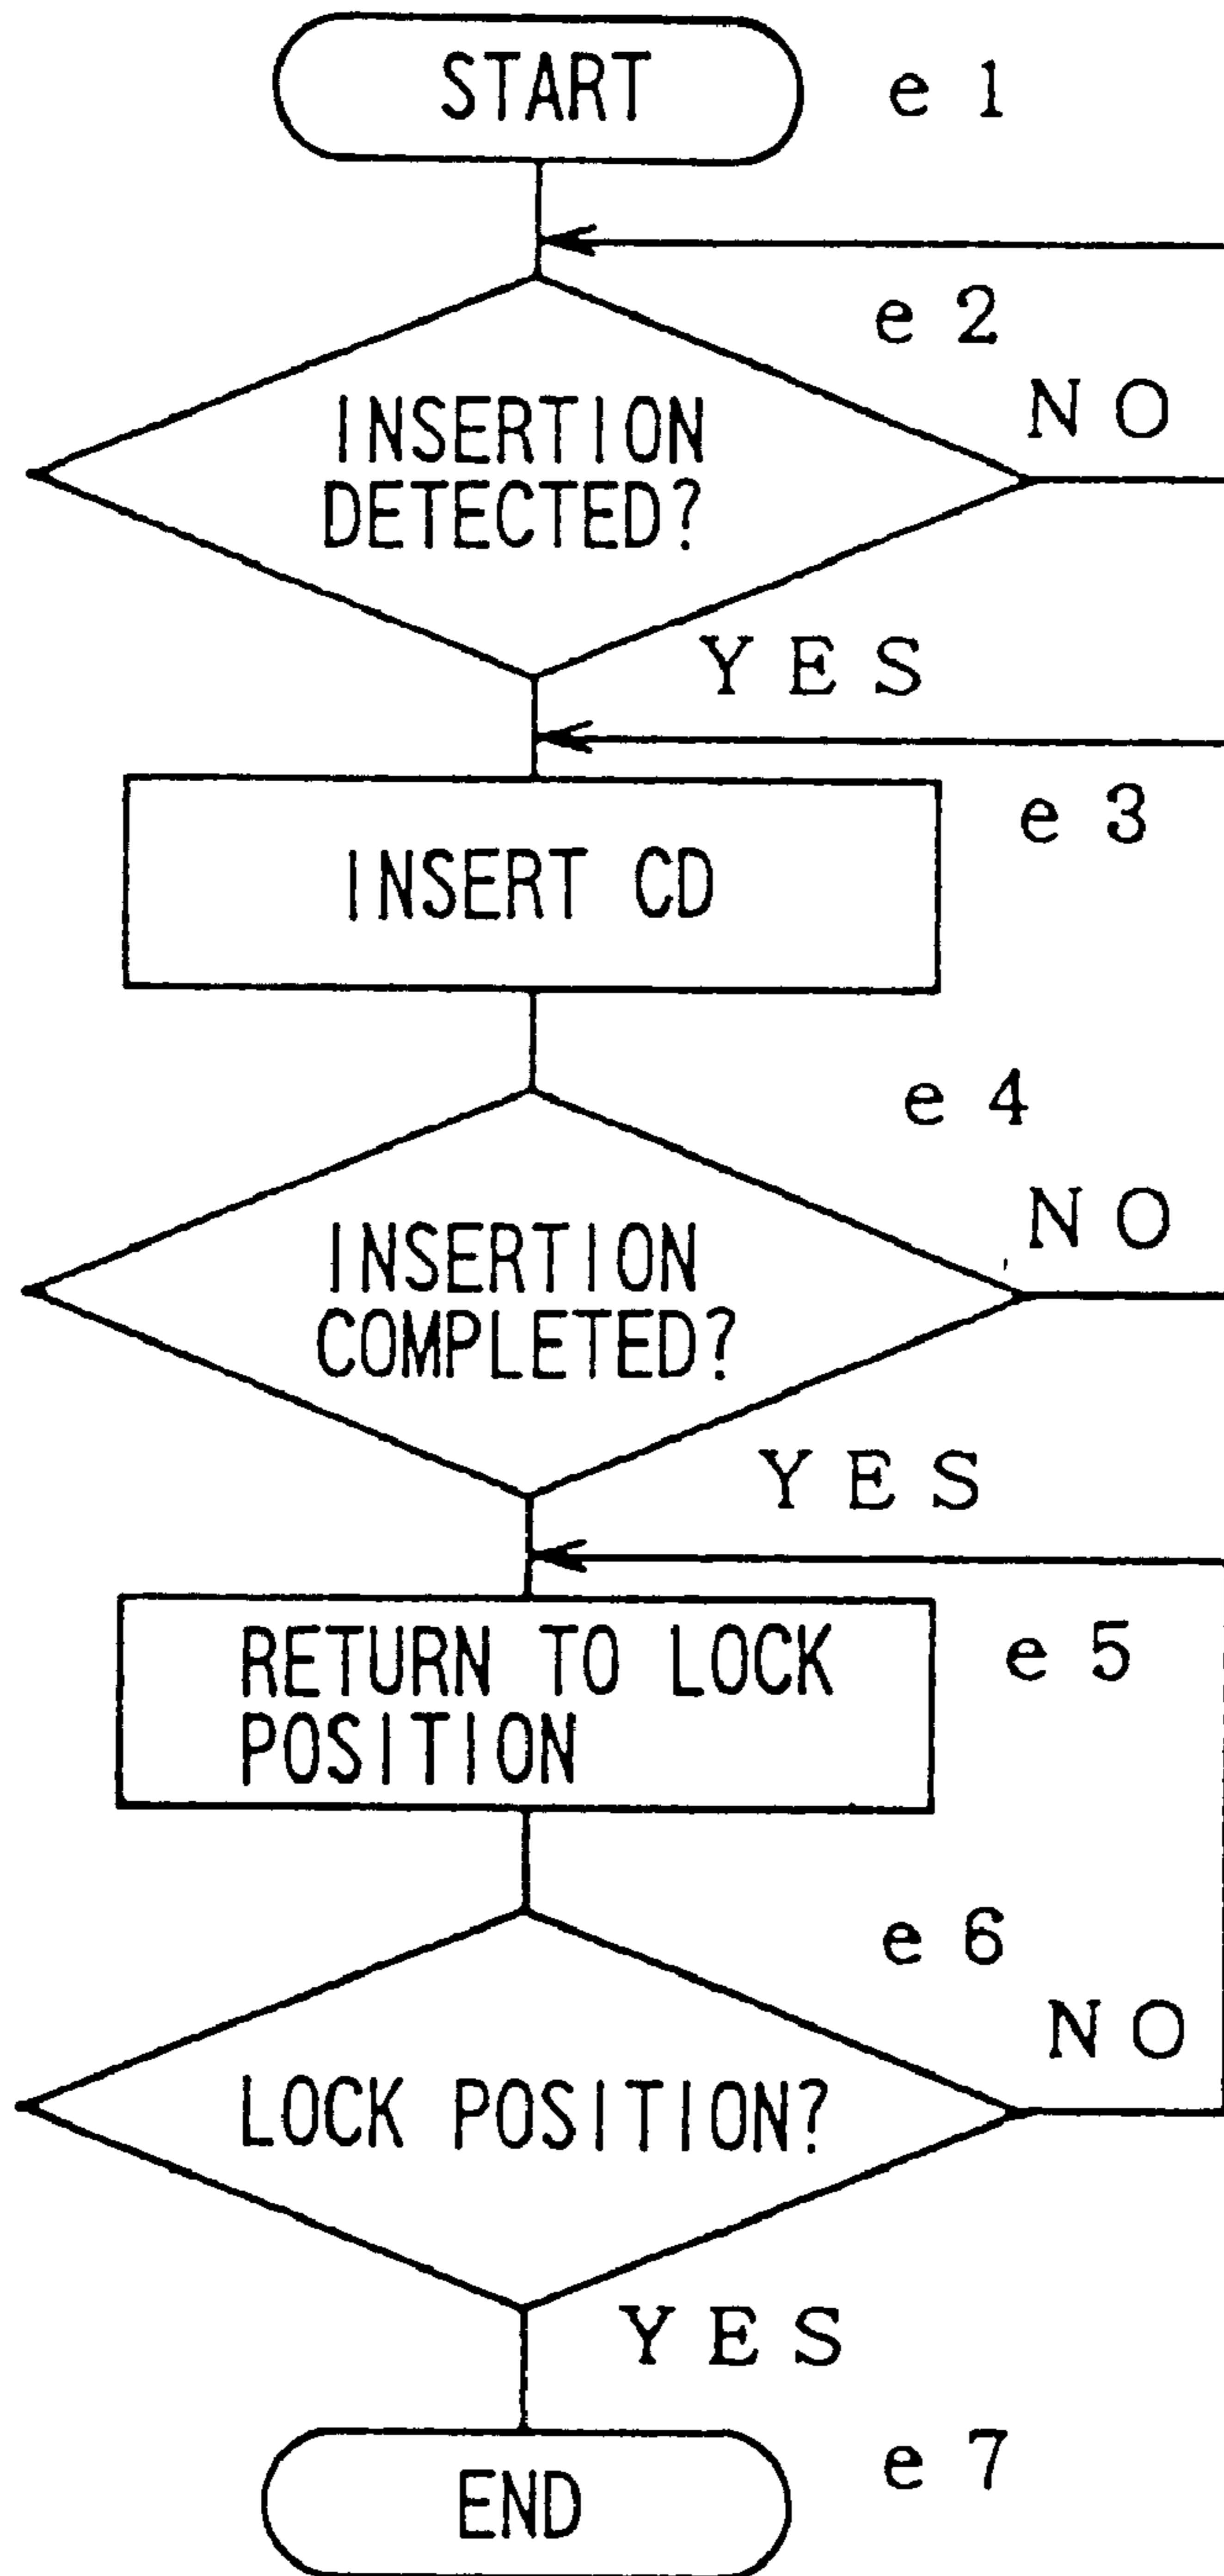 START
e 1
e 2
NO
INSERTION
DETECTED?
YES
e 3
INSERT CD
e 4
NO
INSERTION
COMPLETED?
YES
RETURN TO LOCK
POSITION
e 5
e 6
NO
LOCK POSITION?
YES
END
e 7